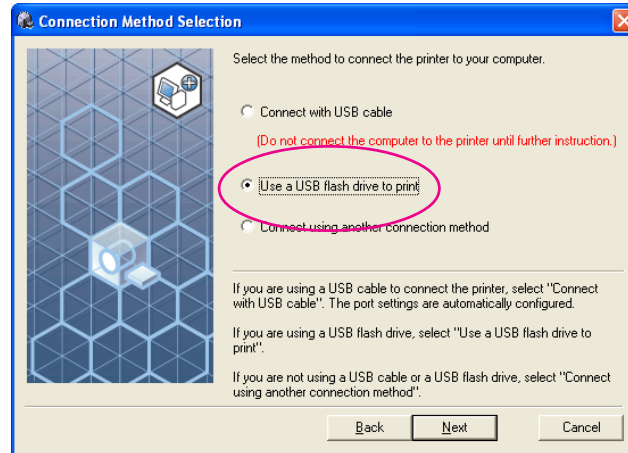 Connection Method Selection
Select the method to connect the printer to your computer.
Connect with USB cable
(Do not connect the computer to the printer until further instruction.)
Use a USB flash drive to print
Connect using another connection method
If you are using a USB cable to connect the printer, select "Connect
with USB cable". The port settings are automatically configured.
If you are using a USB flash drive, select "Use a USB flash drive to
print".
If you are not using a USB cable or a USB flash drive, select "Connect
using another connection method".
Back
Next
Cancel